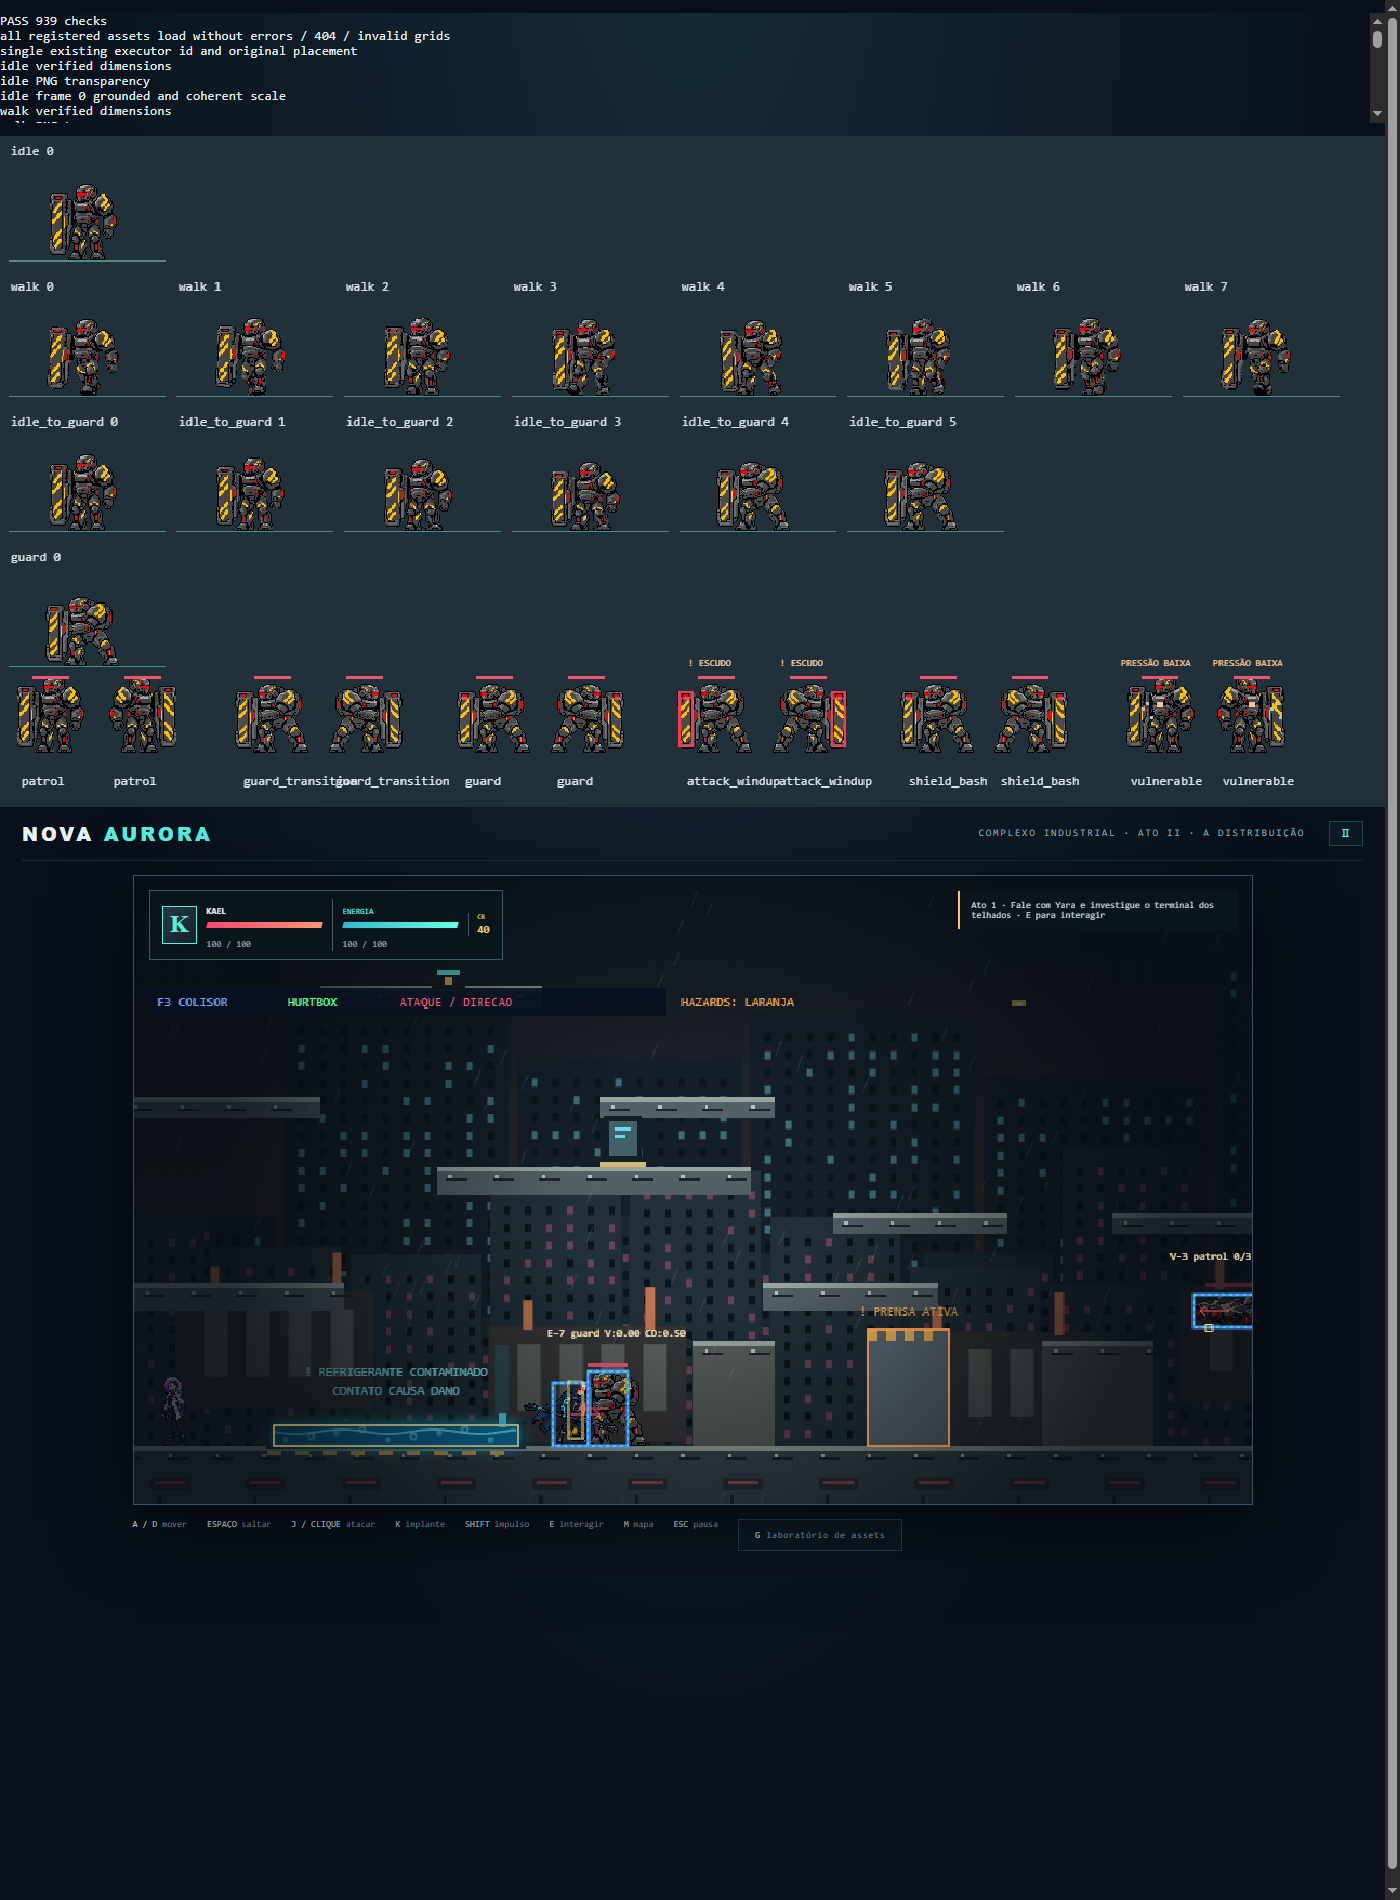 PASS 939 checks
all registered assets load without errors / 404 / invalid grids
single existing executor id and original placement
idle verified dimensions
idle PNG transparency
idle frame 0 grounded and coherent scale
walk verified dimensions
idle 0
walk 0 walk 1 walk 2 walk 3 walk 4 walk 5 walk 6 walk 7
idle_to_guard 0 idle_to_guard 1 idle_to_guard 2 idle_to_guard 3 idle_to_guard 4 idle_to_guard 5
guard 0
! ESCUDO ! ESCUDO PRESSÃO BAIXA PRESSÃO BAIXA
patrol patrol guard_transition guard_transition guard guard attack_windup attack_windup shield_bash shield_bash vulnerable vulnerable
NOVA AURORA
COMPLEXO INDUSTRIAL · ATO II · A DISTRIBUIÇÃO
II
K
KAEL
100 / 100
ENERGIA
100 / 100
CR
40
Ato 1 · Fale com Yara e investigue o terminal dos
telhados · E para interagir
F3 COLISOR HURTBOX ATAQUE / DIRECAO HAZARDS: LARANJA
V-3 patrol 0/3
! PRENSA ATIVA
E-7 guard V:0.00 CD:0.50
! REFRIGERANTE CONTAMINADO
CONTATO CAUSA DANO
A / D mover ESPAÇO saltar J / CLIQUE atacar K implante SHIFT impulso E interagir M mapa ESC pausa
G laboratório de assets